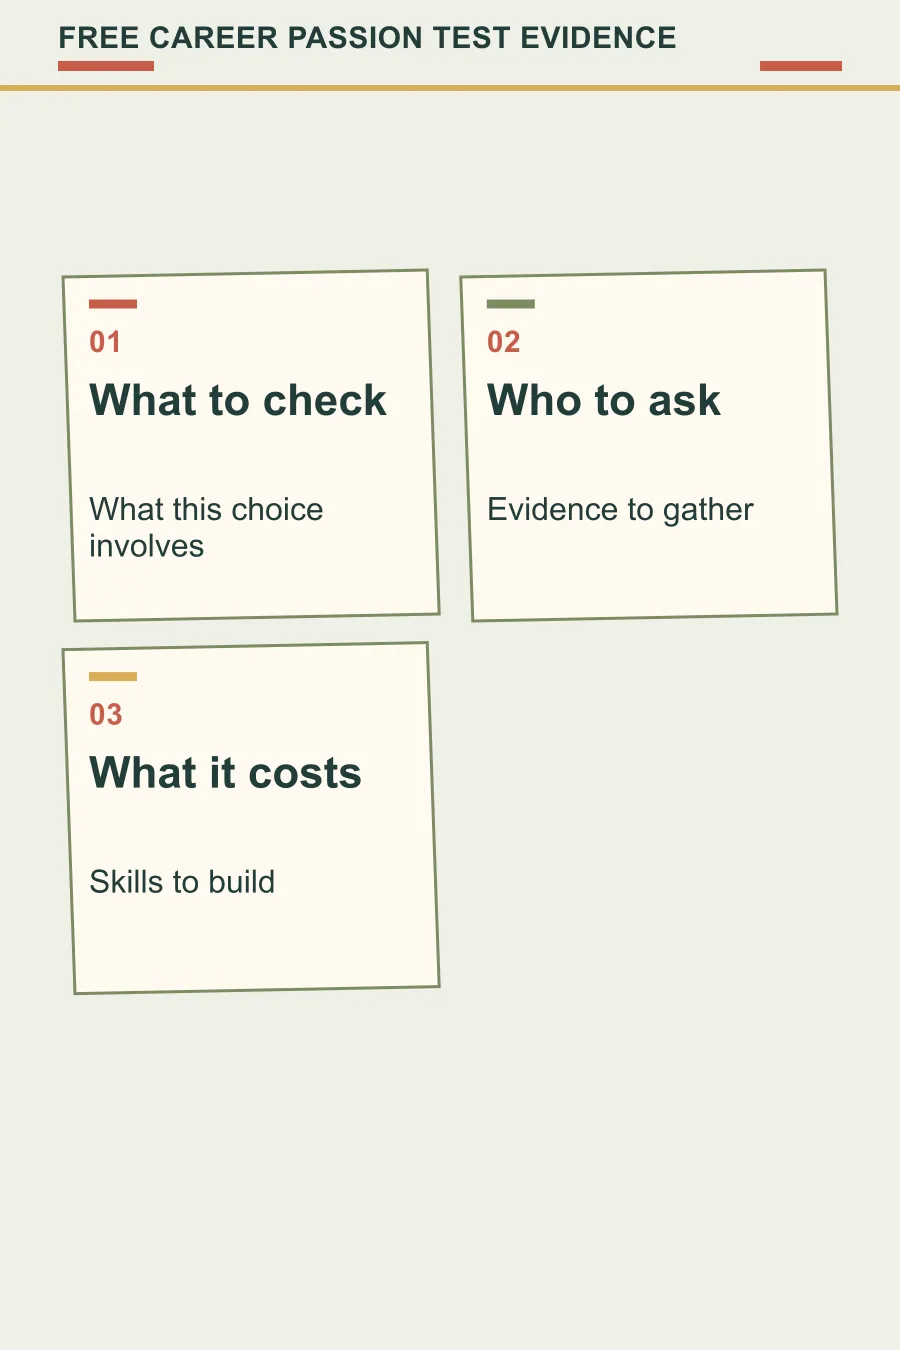 FREE CAREER PASSION TEST EVIDENCE
01
What to check
What this choice
involves
02
Who to ask
Evidence to gather
03
What it costs
Skills to build